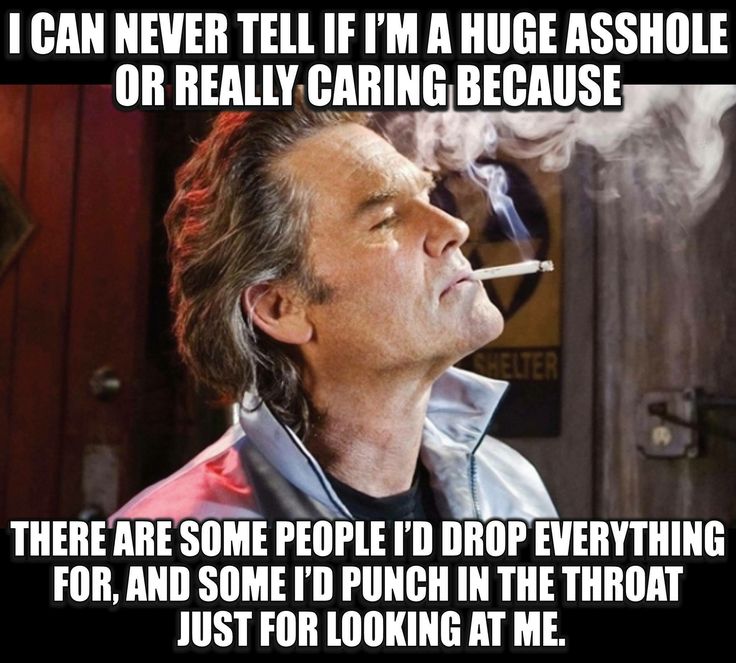 I CAN NEVER TELL IF I'M A HUGE ASSHOLE
OR REALLY CARING BECAUSE
SHELTER
THERE ARE SOME PEOPLE I'D DROP EVERYTHING
FOR, AND SOME I'D PUNCH IN THE THROAT
JUST FOR LOOKING AT ME.